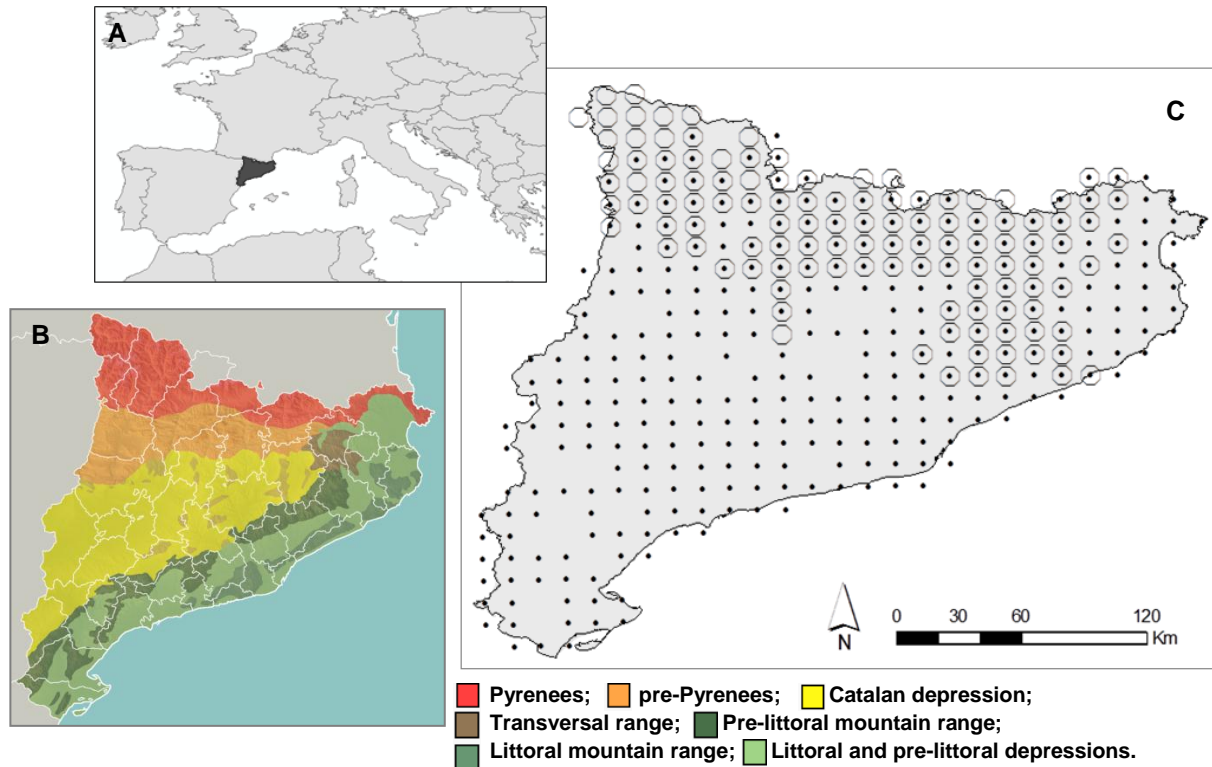 A
B
C
N
0 30 60 120
Km
Pyrenees; pre-Pyrenees; Catalan depression;
Transversal range; Pre-littoral mountain range;
Littoral mountain range; Littoral and pre-littoral depressions.